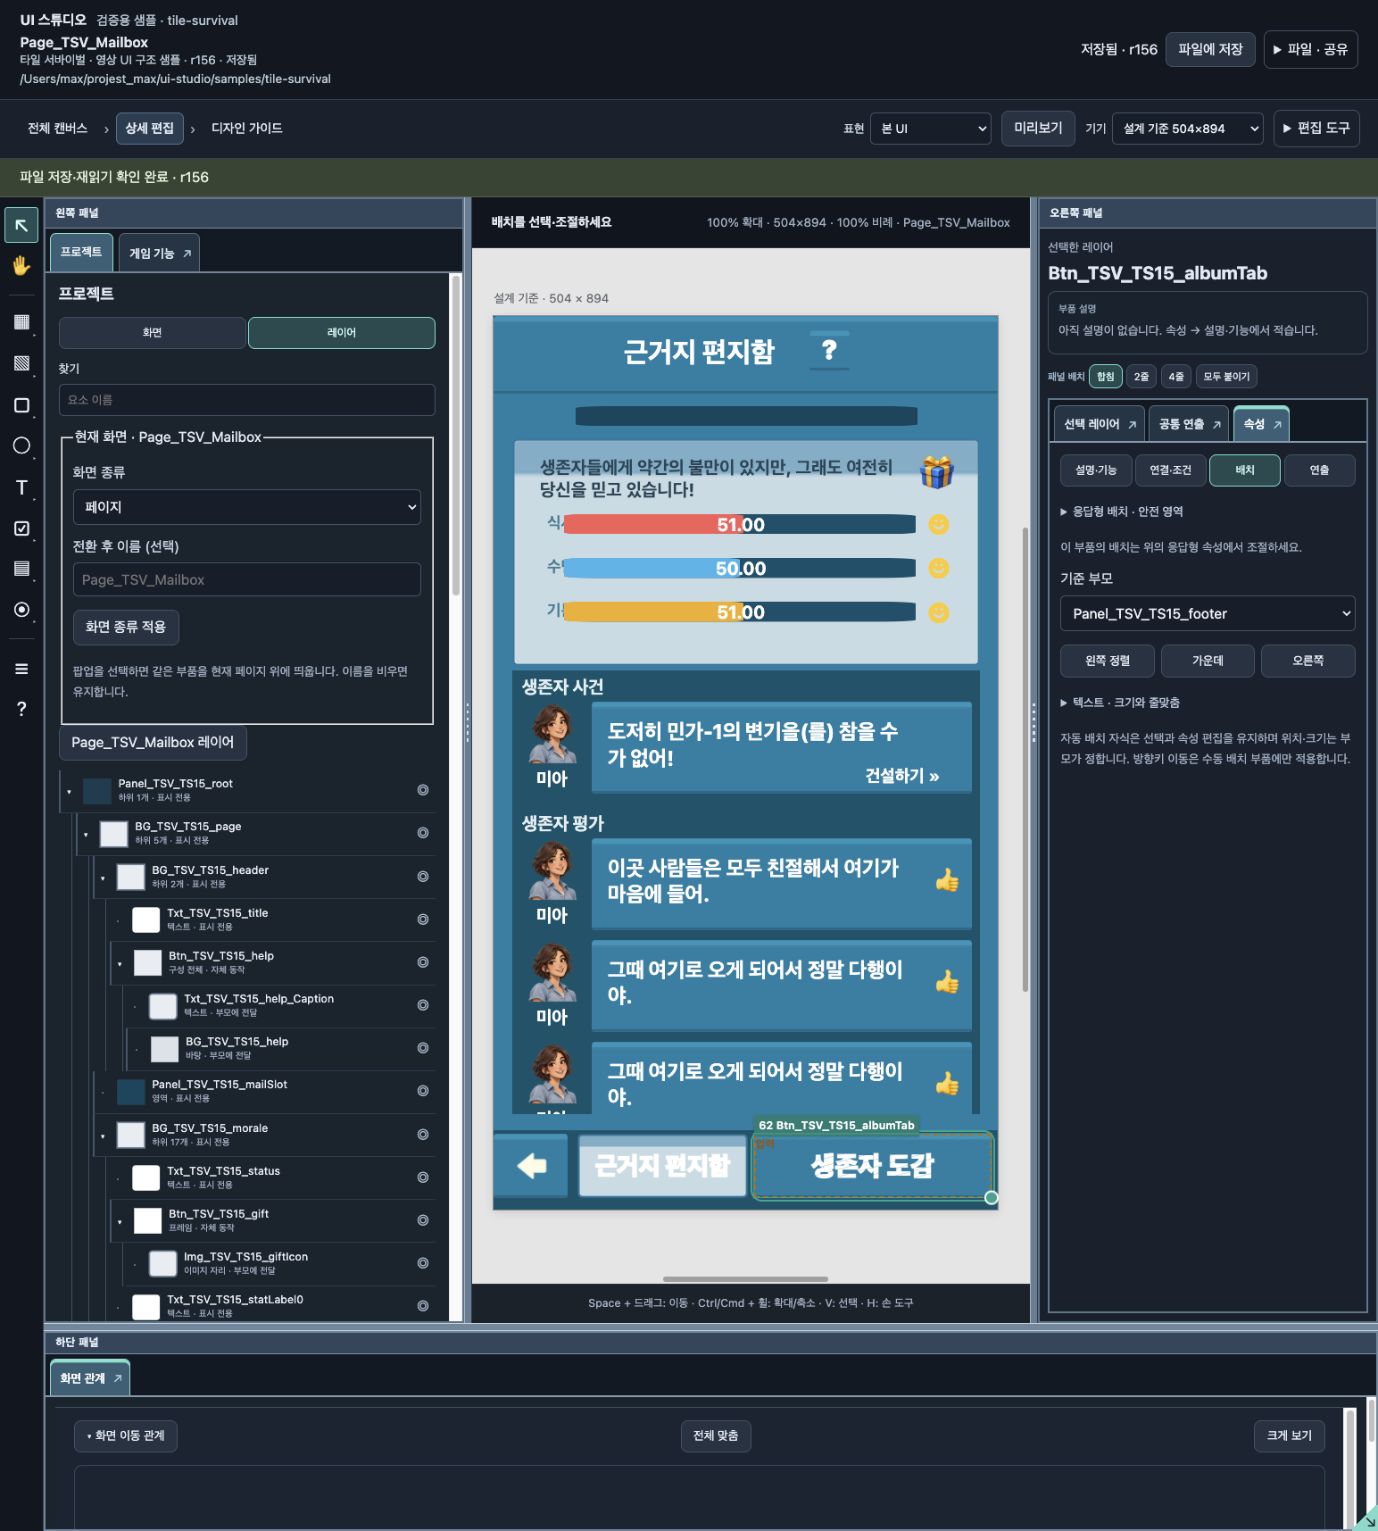 UI 스튜디오 검증용 샘플 · tile-survival
Page_TSV_Mailbox
타일 서바이벌 · 영상 UI 구조 샘플 · r156 · 저장됨
/Users/max/projest_max/ui-studio/samples/tile-survival
저장됨 · r156
파일에 저장
▶ 파일 · 공유
전체 캔버스 › 상세 편집 › 디자인 가이드
표현 본 UI
미리보기
기기 설계 기준 504×894
▶ 편집 도구
파일 저장·재읽기 확인 완료 · r156
왼쪽 패널
프로젝트
게임 기능 ↗
프로젝트
화면
레이어
찾기
요소 이름
현재 화면 · Page_TSV_Mailbox
화면 종류
페이지
전환 후 이름 (선택)
Page_TSV_Mailbox
화면 종류 적용
팝업을 선택하면 같은 부품을 현재 페이지 위에 띄웁니다. 이름을 비우면
유지합니다.
Page_TSV_Mailbox 레이어
Panel_TSV_TS15_root
하위 1개 · 표시 전용
BG_TSV_TS15_page
하위 5개 · 표시 전용
BG_TSV_TS15_header
하위 2개 · 표시 전용
Txt_TSV_TS15_title
텍스트 · 표시 전용
Btn_TSV_TS15_help
구성 전체 · 자체 동작
Txt_TSV_TS15_help_Caption
텍스트 · 부모에 전달
BG_TSV_TS15_help
바탕 · 부모에 전달
Panel_TSV_TS15_mailSlot
영역 · 표시 전용
BG_TSV_TS15_morale
하위 17개 · 표시 전용
Txt_TSV_TS15_status
텍스트 · 표시 전용
Btn_TSV_TS15_gift
프레임 · 자체 동작
Img_TSV_TS15_giftIcon
이미지 자리 · 부모에 전달
Txt_TSV_TS15_statLabel0
텍스트 · 표시 전용
배치를 선택·조절하세요
100% 확대 · 504×894 · 100% 비례 · Page_TSV_Mailbox
설계 기준 · 504 × 894
근거지 편지함 ?
생존자들에게 약간의 불만이 있지만, 그래도 여전히
당신을 믿고 있습니다!
51.00
50.00
51.00
생존자 사건
도저히 민가-1의 변기을(를) 참을 수
가 없어!
미아
건설하기 »
생존자 평가
이곳 사람들은 모두 친절해서 여기가
마음에 들어.
미아
그때 여기로 오게 되어서 정말 다행이
야.
미아
그때 여기로 오게 되어서 정말 다행이
야.
62 Btn_TSV_TS15_albumTab
근거지 편지함
생존자 도감
Space + 드래그: 이동 · Ctrl/Cmd + 휠: 확대/축소 · V: 선택 · H: 손 도구
오른쪽 패널
선택한 레이어
Btn_TSV_TS15_albumTab
부품 설명
아직 설명이 없습니다. 속성 → 설명·기능에서 적습니다.
패널 배치 합침 2줄 4줄 모두 붙이기
선택 레이어 ↗
공통 연출 ↗
속성 ↗
설명·기능
연결·조건
배치
연출
▶ 응답형 배치 · 안전 영역
이 부품의 배치는 위의 응답형 속성에서 조절하세요.
기준 부모
Panel_TSV_TS15_footer
왼쪽 정렬
가운데
오른쪽
▶ 텍스트 · 크기와 줄맞춤
자동 배치 자식은 선택과 속성 편집을 유지하며 위치·크기는 부
모가 정합니다. 방향키 이동은 수동 배치 부품에만 적용합니다.
하단 패널
화면 관계 ↗
▾ 화면 이동 관계
전체 맞춤
크게 보기